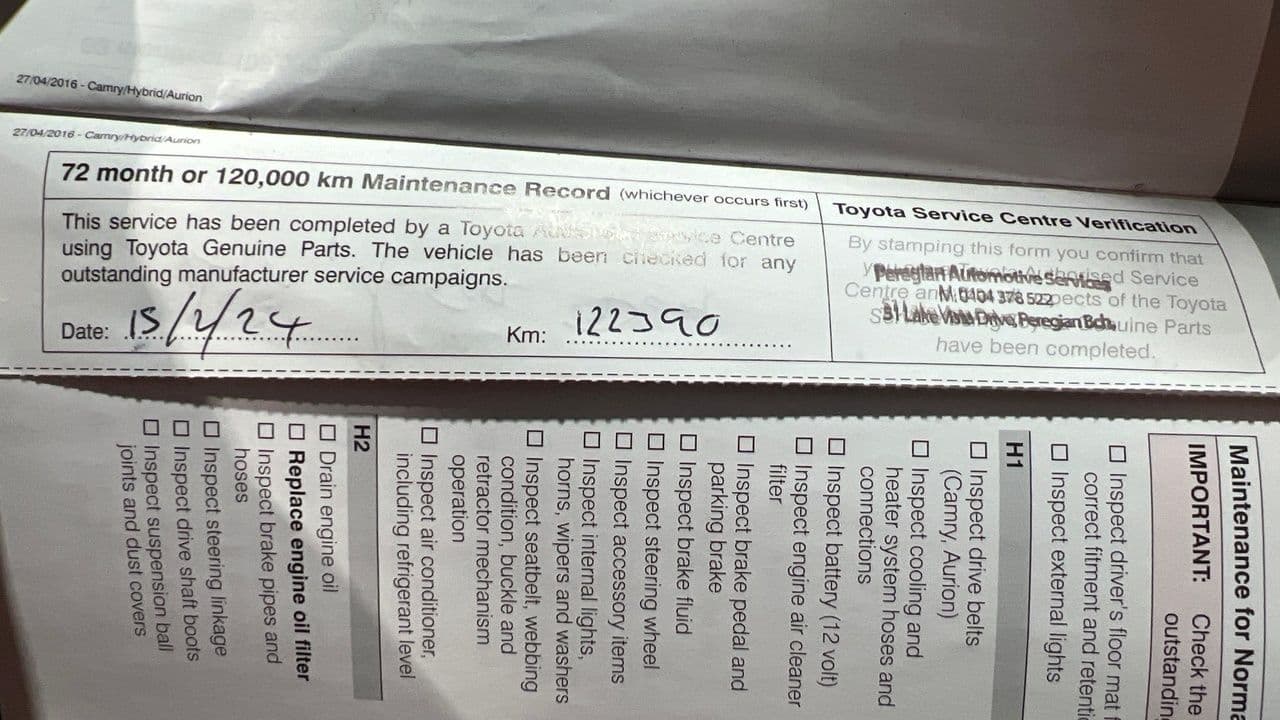 27/04/2016 - Camry/Hybrid/Aurion
27/04/2016 - Camry/Hybrid/Aurion
72 month or 120,000 km Maintenance Record (whichever occurs first)
This service has been completed by a Toyota Service Centre
using Toyota Genuine Parts. The vehicle has been checked for any
outstanding manufacturer service campaigns.
Date: 15/4/24
Km: 122390
Toyota Service Centre Verification
By stamping this form you confirm that
Service
Peregian Automotive Services
Centre pects of the Toyota
M: 0404 378 522
uine Parts
31 Lake Vista Drive, Peregian Bch.
have been completed.
Maintenance for Norma
IMPORTANT: Check the
outstandin
Inspect driver's floor mat f
correct fitment and retenti
Inspect external lights
H1
Inspect drive belts
(Camry, Aurion)
Inspect cooling and
heater system hoses and
connections
Inspect battery (12 volt)
Inspect engine air cleaner
filter
Inspect brake pedal and
parking brake
Inspect brake fluid
Inspect steering wheel
Inspect accessory items
Inspect internal lights,
horns, wipers and washers
Inspect seatbelt, webbing
condition, buckle and
retractor mechanism
operation
Inspect air conditioner,
including refrigerant level
H2
Drain engine oil
Replace engine oil filter
Inspect brake pipes and
hoses
Inspect steering linkage
Inspect drive shaft boots
Inspect suspension ball
joints and dust covers